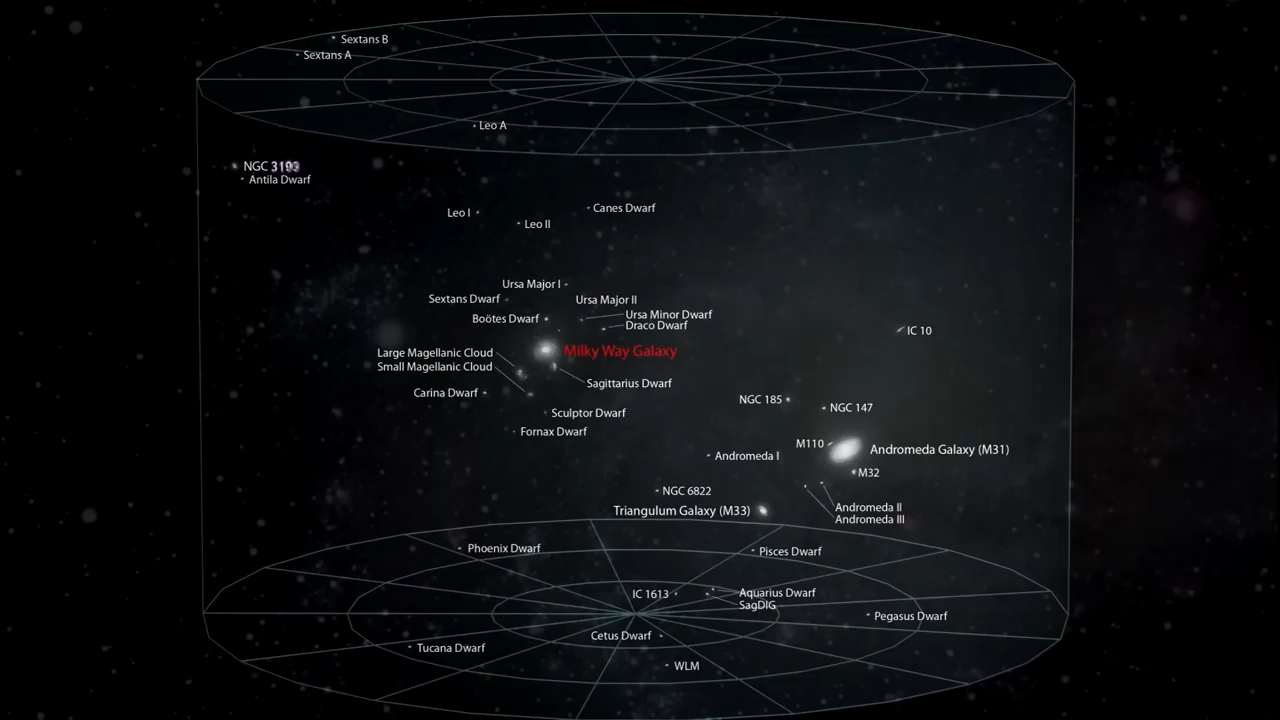 Sextans B
Sextans A
Leo A
NGC
Antila Dwarf
Canes Dwarf
Leo I
Leo II
Ursa Major I
Sextans Dwarf
Ursa Major II
Ursa Minor Dwarf
Boötes Dwarf
Draco Dwarf
IC 10
Milky Way Galaxy
Large Magellanic Cloud
Small Magellanic Cloud
Sagittarius Dwarf
Carina Dwarf
NGC 185
NGC 147
Sculptor Dwarf
Fornax Dwarf
M110
Andromeda Galaxy (M31)
Andromeda I
M32
NGC 6822
Andromeda II
Triangulum Galaxy (M33)
Andromeda III
Phoenix Dwarf
Pisces Dwarf
IC 1613
Aquarius Dwarf
SagDIG
Pegasus Dwarf
Cetus Dwarf
Tucana Dwarf
WLM